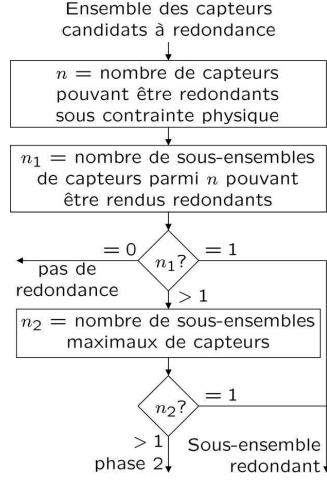 Ensemble des capteurs
candidats à redondance
n = nombre de capteurs
pouvant être redondants
sous contrainte physique
n₁ = nombre de sous-ensembles
de capteurs parmi n pouvant
être rendus redondants
= 0
n₁?
= 1
pas de
redondance
> 1
n₂ = nombre de sous-ensembles
maximaux de capteurs
n₂?
= 1
> 1
phase 2
Sous-ensemble
redondant